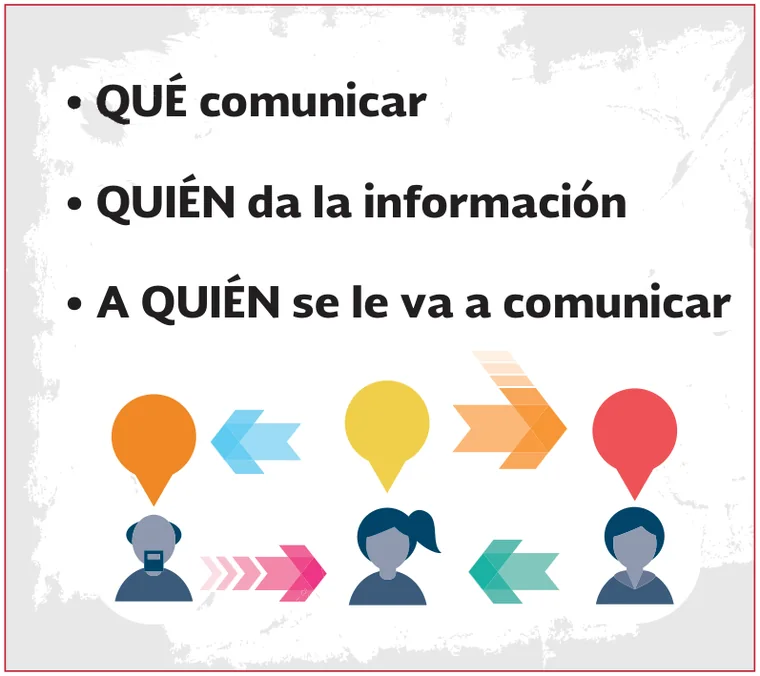 • QUÉ comunicar
• QUIÉN da la información
• A QUIÉN se le va a comunicar